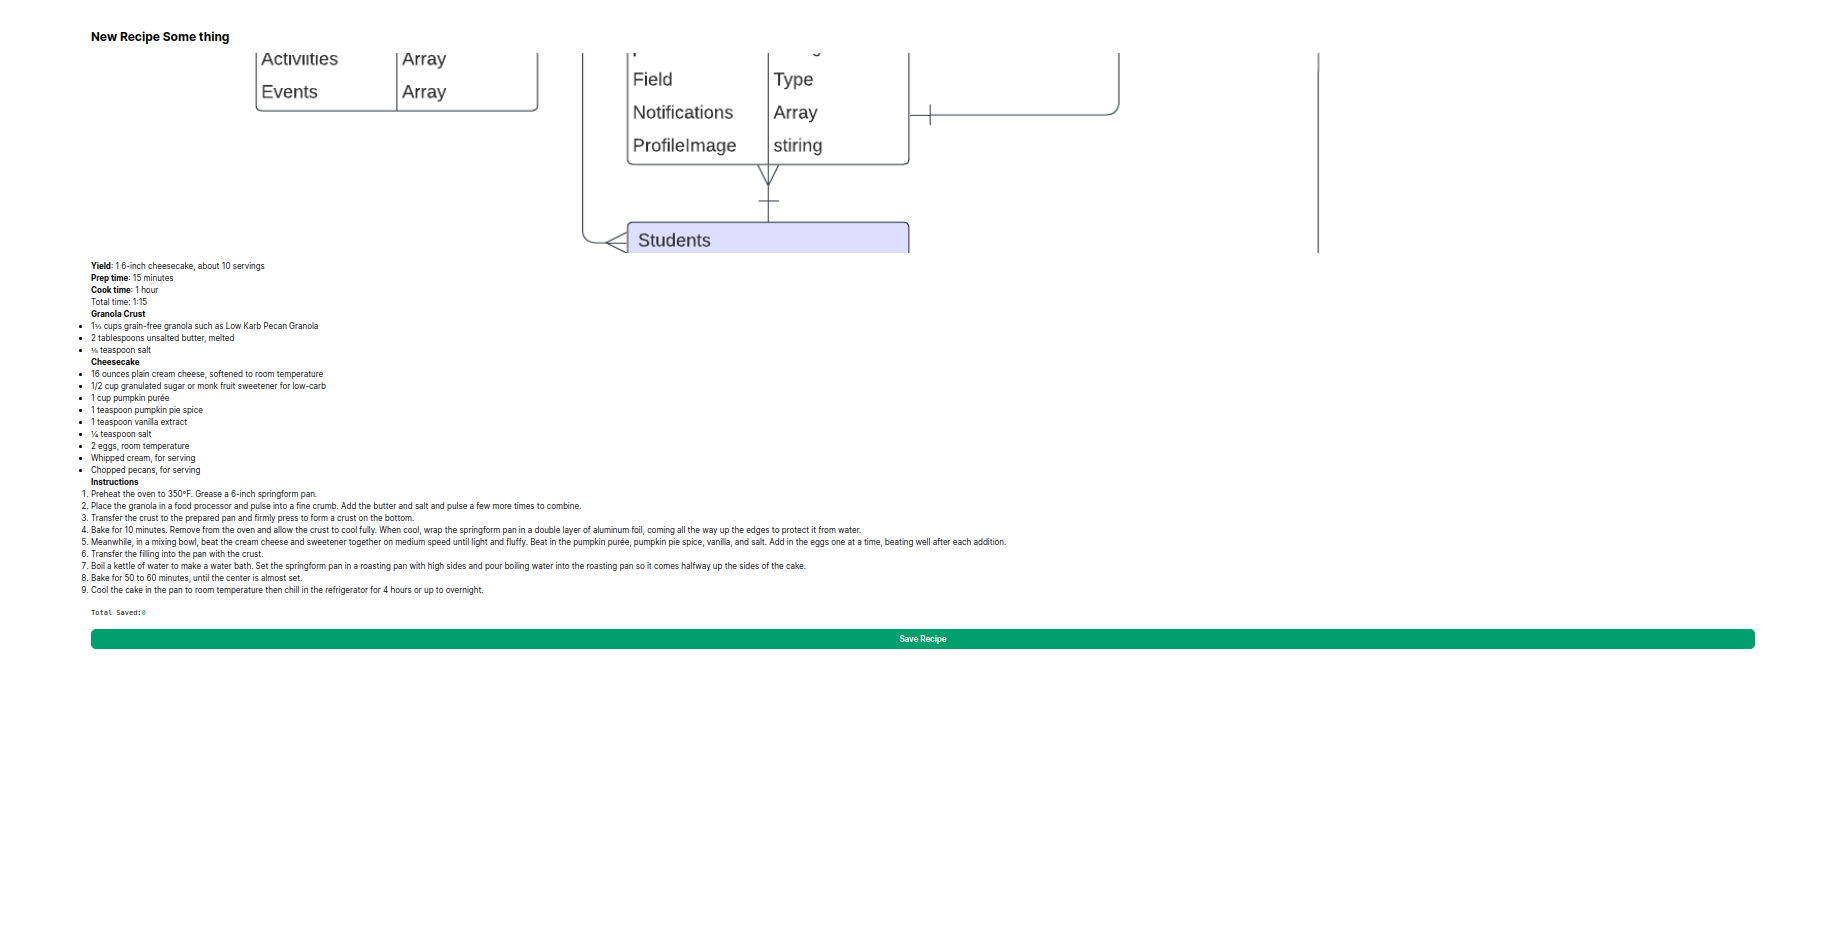 New Recipe Some thing
Activiities Array
Events Array
Field Type
Notifications Array
ProfileImage stiring
Students
Yield: 1 6-inch cheesecake, about 10 servings
Prep time: 15 minutes
Cook time: 1 hour
Total time: 1:15
Granola Crust
cups grain-free granola such as Low Karb Pecan Granola
2 tablespoons unsalted butter, melted
teaspoon salt
Cheesecake
16 ounces plain cream cheese, softened to room temperature
1/2 cup granulated sugar or monk fruit sweetener for low-carb
1 cup pumpkin purée
1 teaspoon pumpkin pie spice
1 teaspoon vanilla extract
¼ teaspoon salt
2 eggs, room temperature
Whipped cream, for serving
Chopped pecans, for serving
Instructions
1. Preheat the oven to 350°F. Grease a 6-inch springform pan.
2. Place the granola in a food processor and pulse into a fine crumb. Add the butter and salt and pulse a few more times to combine.
3. Transfer the crust to the prepared pan and firmly press to form a crust on the bottom.
4. Bake for 10 minutes. Remove from the oven and allow the crust to cool fully. When cool, wrap the springform pan in a double layer of aluminum foil, coming all the way up the edges to protect it from water.
5. Meanwhile, in a mixing bowl, beat the cream cheese and sweetener together on medium speed until light and fluffy. Beat in the pumpkin purée, pumpkin pie spice, vanilla, and salt. Add in the eggs one at a time, beating well after each addition.
6. Transfer the filling into the pan with the crust.
7. Boil a kettle of water to make a water bath. Set the springform pan in a roasting pan with high sides and pour boiling water into the roasting pan so it comes halfway up the sides of the cake.
8. Bake for 50 to 60 minutes, until the center is almost set.
9. Cool the cake in the pan to room temperature then chill in the refrigerator for 4 hours or up to overnight.
Total Saved:0
Save Recipe